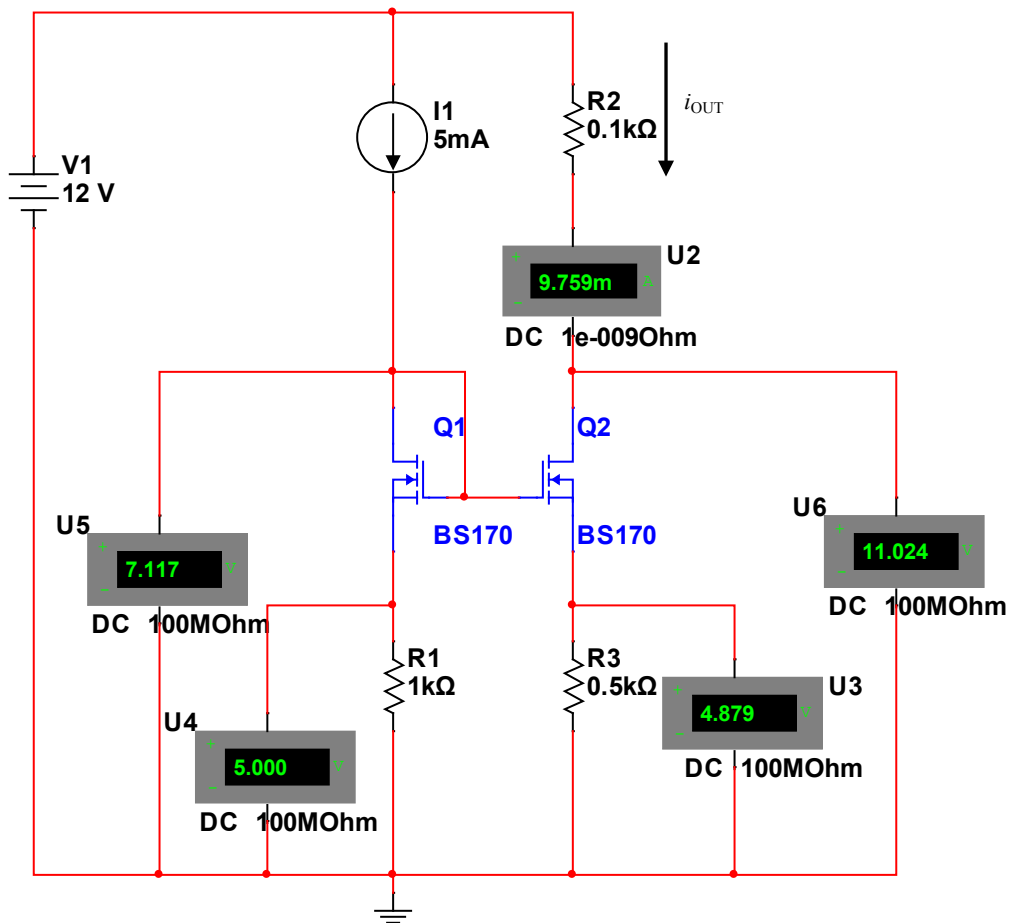 I1
5mA
R2
0.1kΩ
iOUT
V1
12 V
U2
+
9.759m A
-
DC 1e-009Ohm
Q1
Q2
BS170
BS170
U5
+
7.117 V
-
DC 100MOhm
U6
+
11.024 V
-
DC 100MOhm
R1
1kΩ
R3
0.5kΩ
U4
+
5.000 V
-
DC 100MOhm
U3
+
4.879 V
-
DC 100MOhm